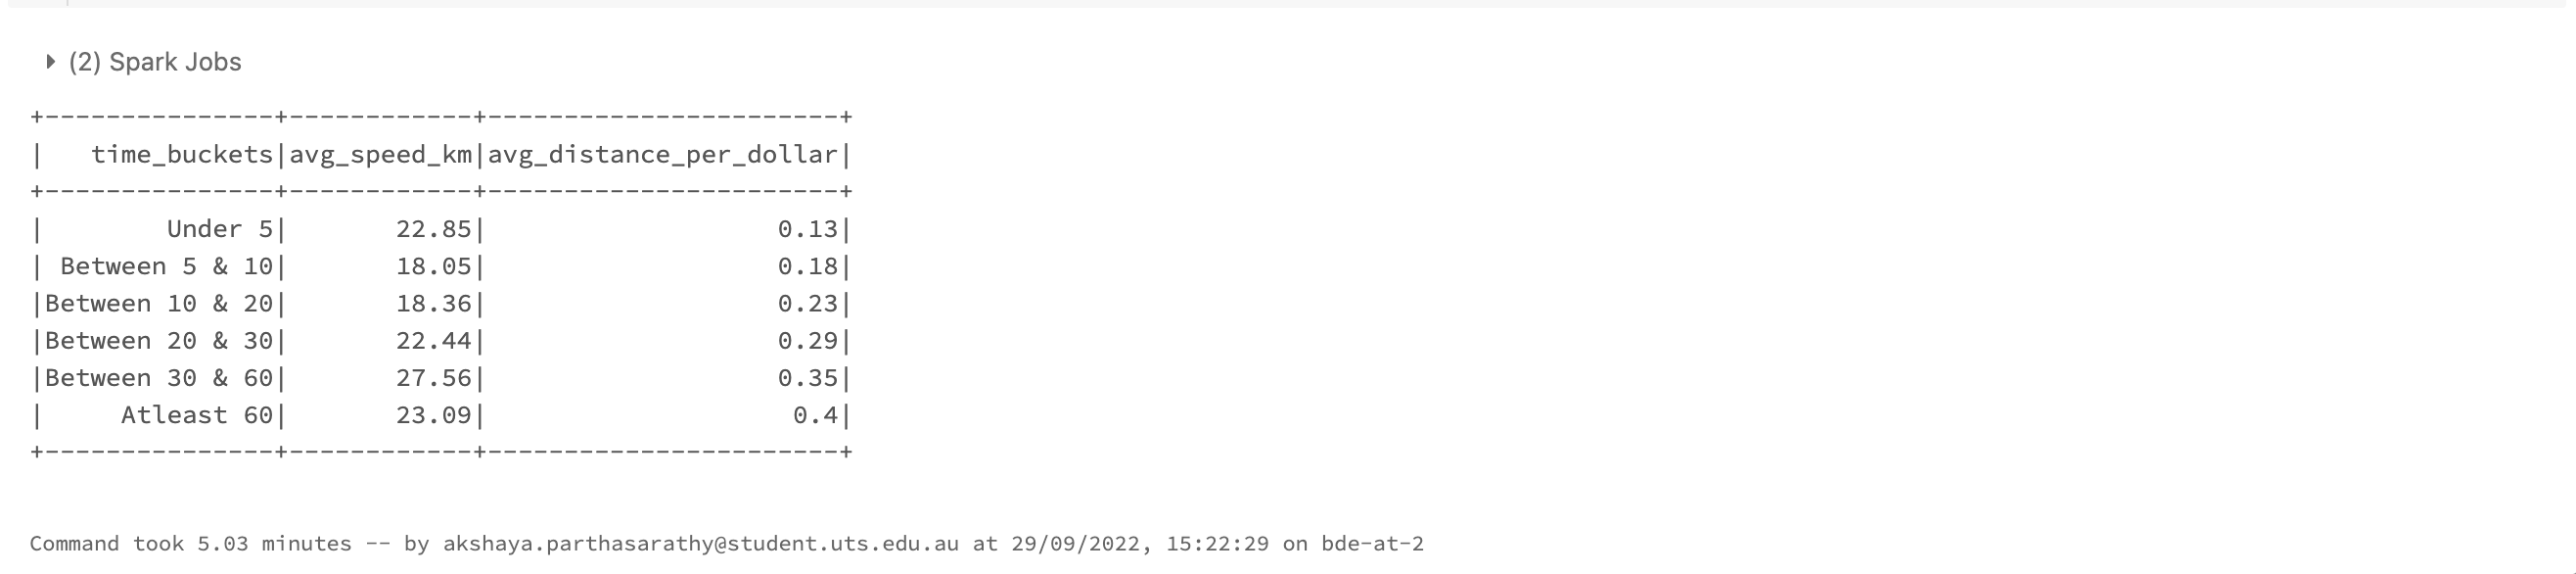 (2) Spark Jobs
+---------------+------------+-----------------------+
|   time_buckets|avg_speed_km|avg_distance_per_dollar|
+---------------+------------+-----------------------+
|        Under 5|       22.85|                   0.13|
| Between 5 & 10|       18.05|                   0.18|
|Between 10 & 20|       18.36|                   0.23|
|Between 20 & 30|       22.44|                   0.29|
|Between 30 & 60|       27.56|                   0.35|
|     Atleast 60|       23.09|                    0.4|
+---------------+------------+-----------------------+
Command took 5.03 minutes -- by akshaya.parthasarathy@student.uts.edu.au at 29/09/2022, 15:22:29 on bde-at-2